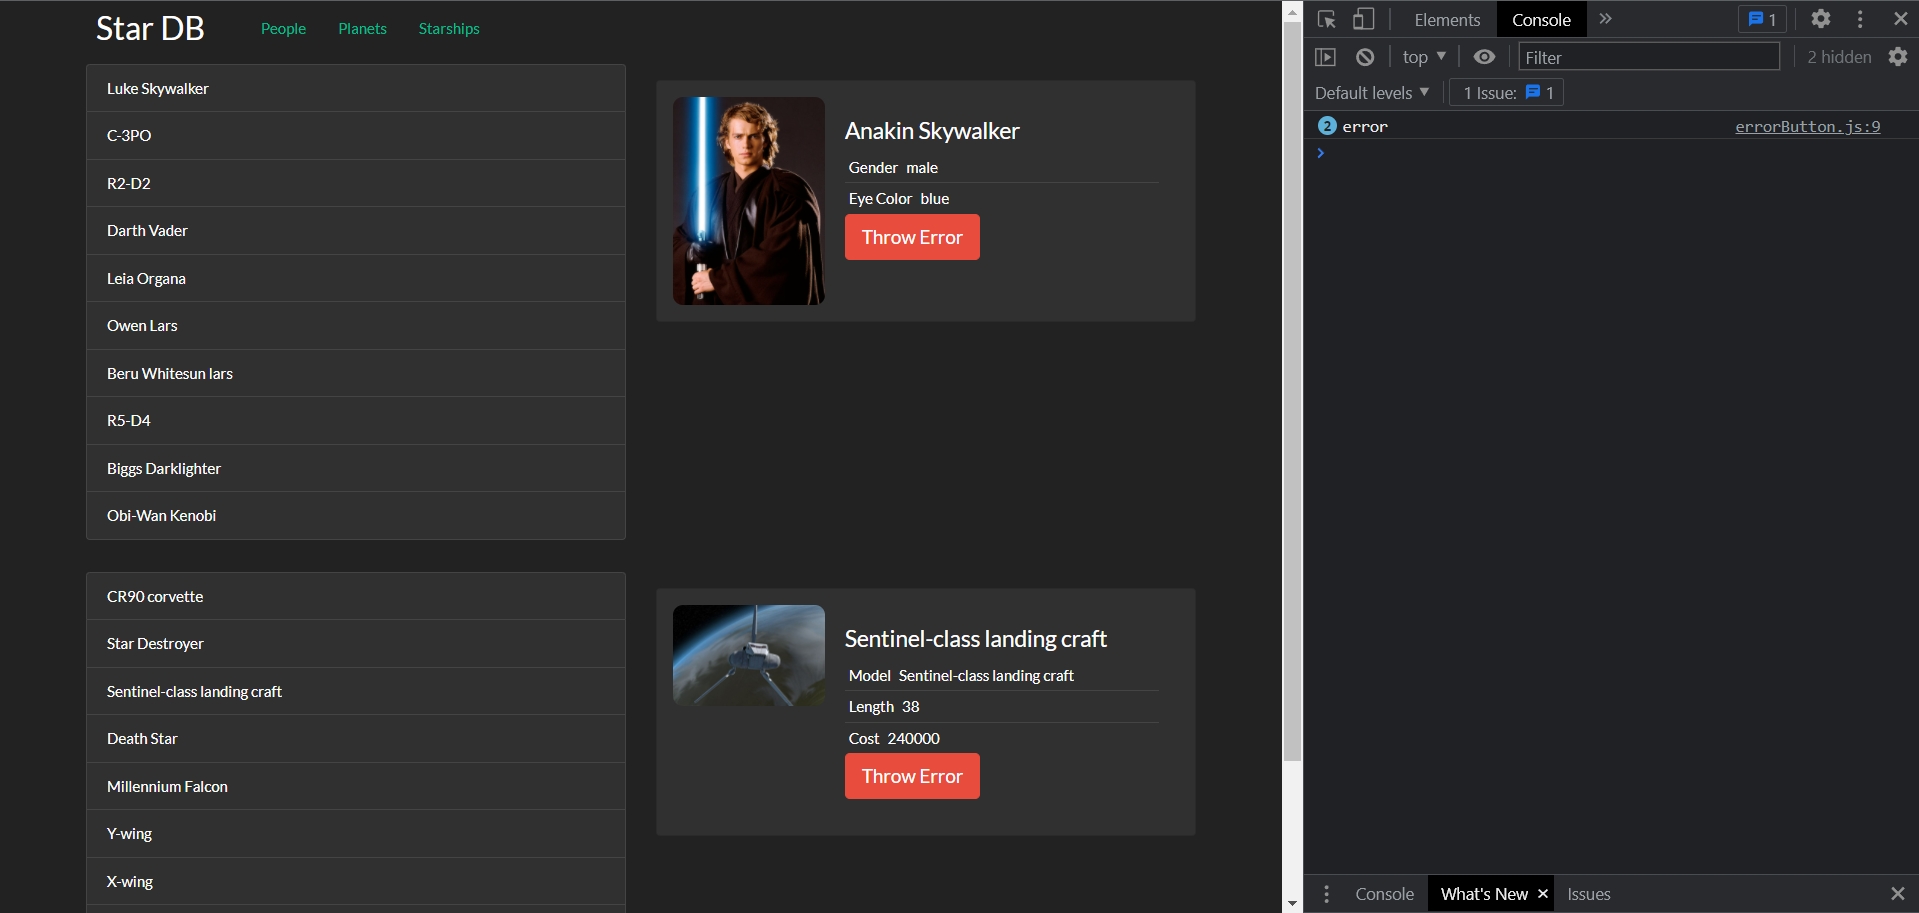 Star DB
People
Planets
Starships
Luke Skywalker
C-3PO
R2-D2
Darth Vader
Leia Organa
Owen Lars
Beru Whitesun lars
R5-D4
Biggs Darklighter
Obi-Wan Kenobi
Anakin Skywalker
Gender male
Eye Color blue
Throw Error
CR90 corvette
Star Destroyer
Sentinel-class landing craft
Death Star
Millennium Falcon
Y-wing
X-wing
Sentinel-class landing craft
Model Sentinel-class landing craft
Length 38
Cost 240000
Throw Error
Elements
Console
1
top
Filter
2 hidden
Default levels
1 Issue: 1
2 error errorButton.js:9
Console
What's New
Issues